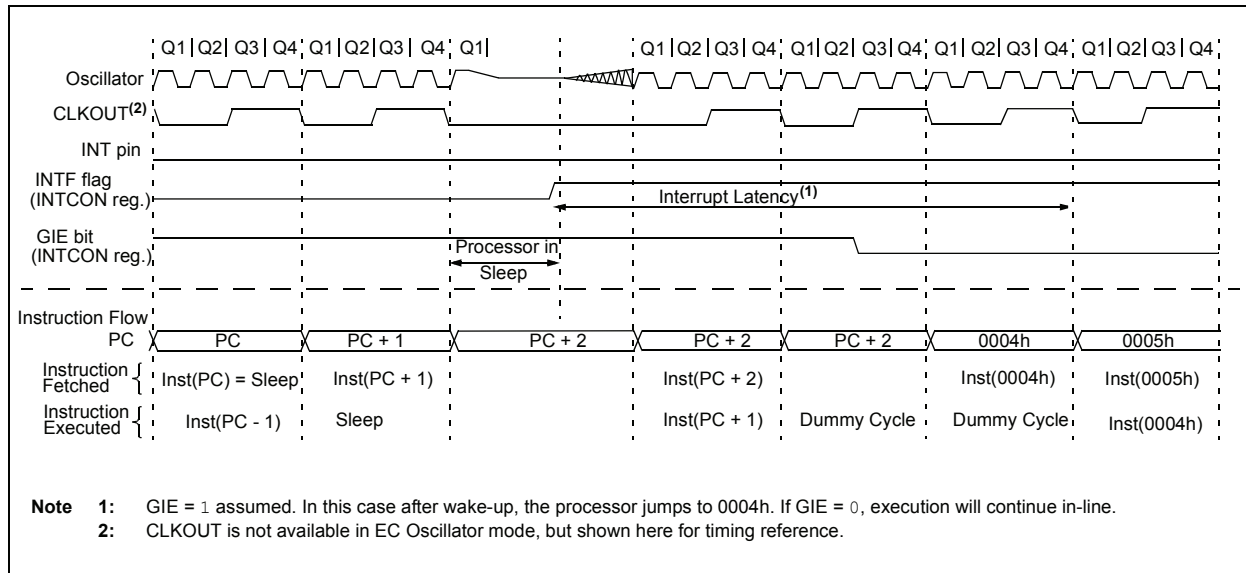 Q1 Q2 Q3 Q4 Q1 Q2 Q3 Q4 Q1 Q1 Q2 Q3 Q4 Q1 Q2 Q3 Q4 Q1 Q2 Q3 Q4 Q1 Q2 Q3 Q4
Oscillator
CLKOUT(2)
INT pin
INTF flag
(INTCON reg.)
Interrupt Latency(1)
GIE bit
(INTCON reg.)
Processor in
Sleep
Instruction Flow
PC PC PC + 1 PC + 2 PC + 2 PC + 2 0004h 0005h
Instruction
Fetched
Inst(PC) = Sleep Inst(PC + 1) Inst(PC + 2) Inst(0004h) Inst(0005h)
Instruction
Executed
Inst(PC - 1) Sleep Inst(PC + 1) Dummy Cycle Dummy Cycle Inst(0004h)
Note 1: GIE = 1 assumed. In this case after wake-up, the processor jumps to 0004h. If GIE = 0, execution will continue in-line.
2: CLKOUT is not available in EC Oscillator mode, but shown here for timing reference.